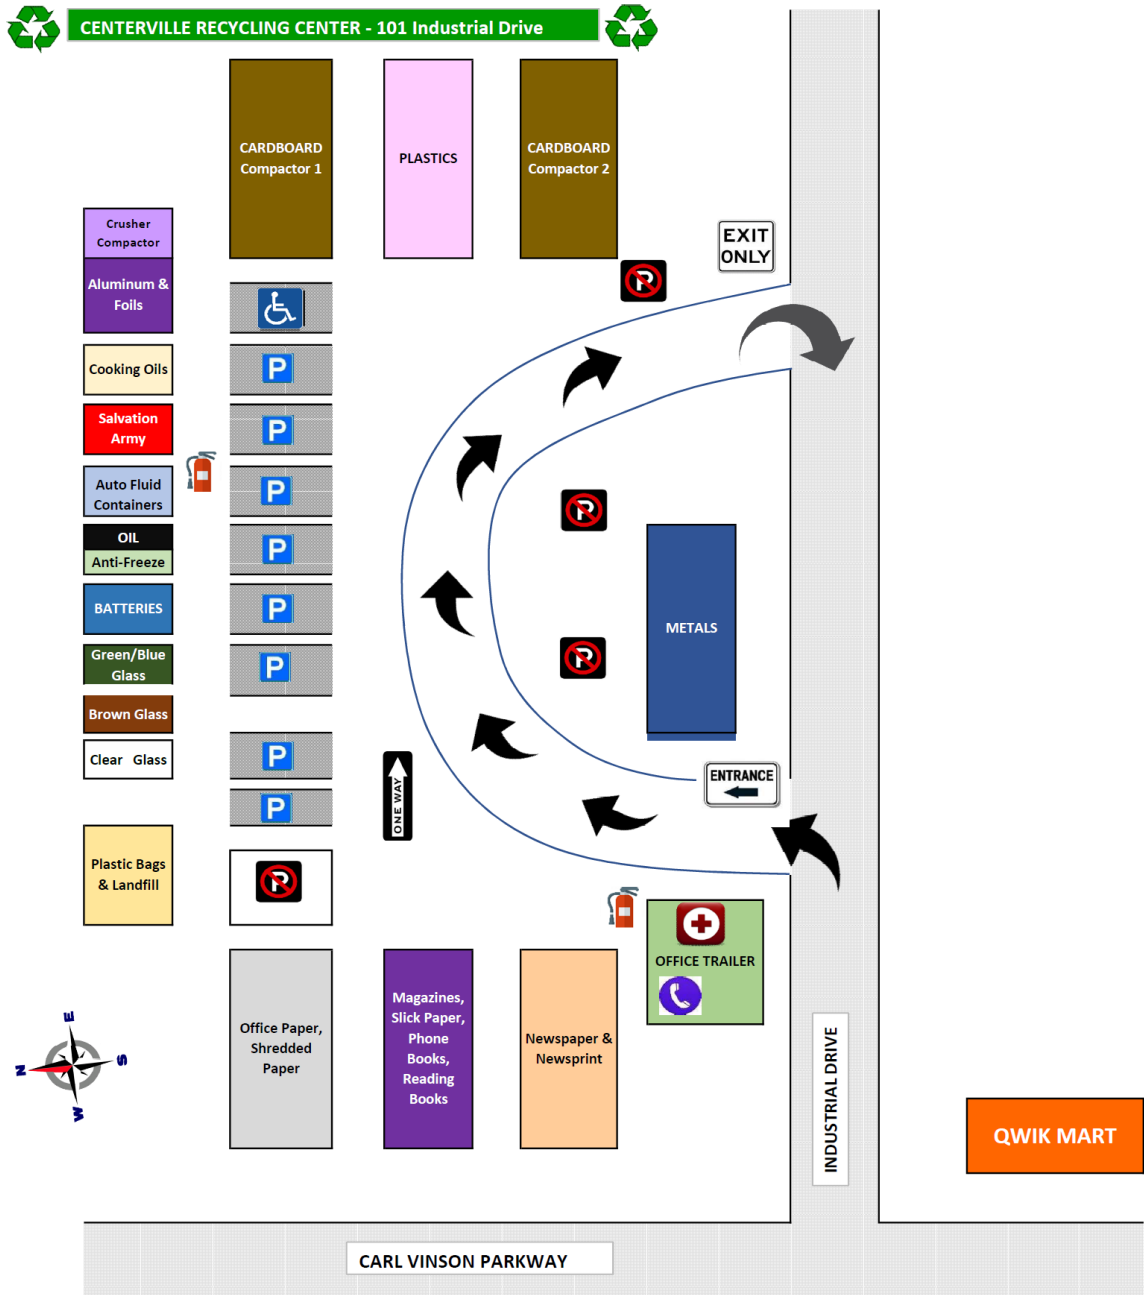 CENTERVILLE RECYCLING CENTER - 101 Industrial Drive
CARDBOARD
Compactor 1
PLASTICS
CARDBOARD
Compactor 2
EXIT
ONLY
Crusher
Compactor
Aluminum &
Foils
P
Cooking Oils
P
Salvation
Army
P
Auto Fluid
Containers
P
P
OIL
Anti-Freeze
P
BATTERIES
P
METALS
Green/Blue
Glass
P
P
Brown Glass
Clear Glass
P
ENTRANCE
ONE WAY
P
Plastic Bags
& Landfill
P
OFFICE TRAILER
Office Paper,
Shredded
Paper
Magazines,
Slick Paper,
Phone
Books,
Reading
Books
Newspaper &
Newsprint
E
N
S
W
INDUSTRIAL DRIVE
QWIK MART
CARL VINSON PARKWAY